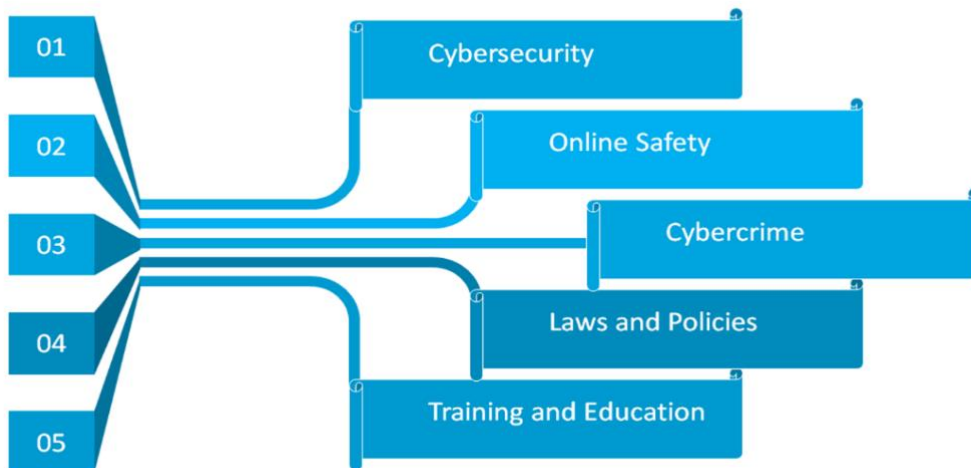 01
Cybersecurity
02
Online Safety
03
Cybercrime
04
Laws and Policies
05
Training and Education